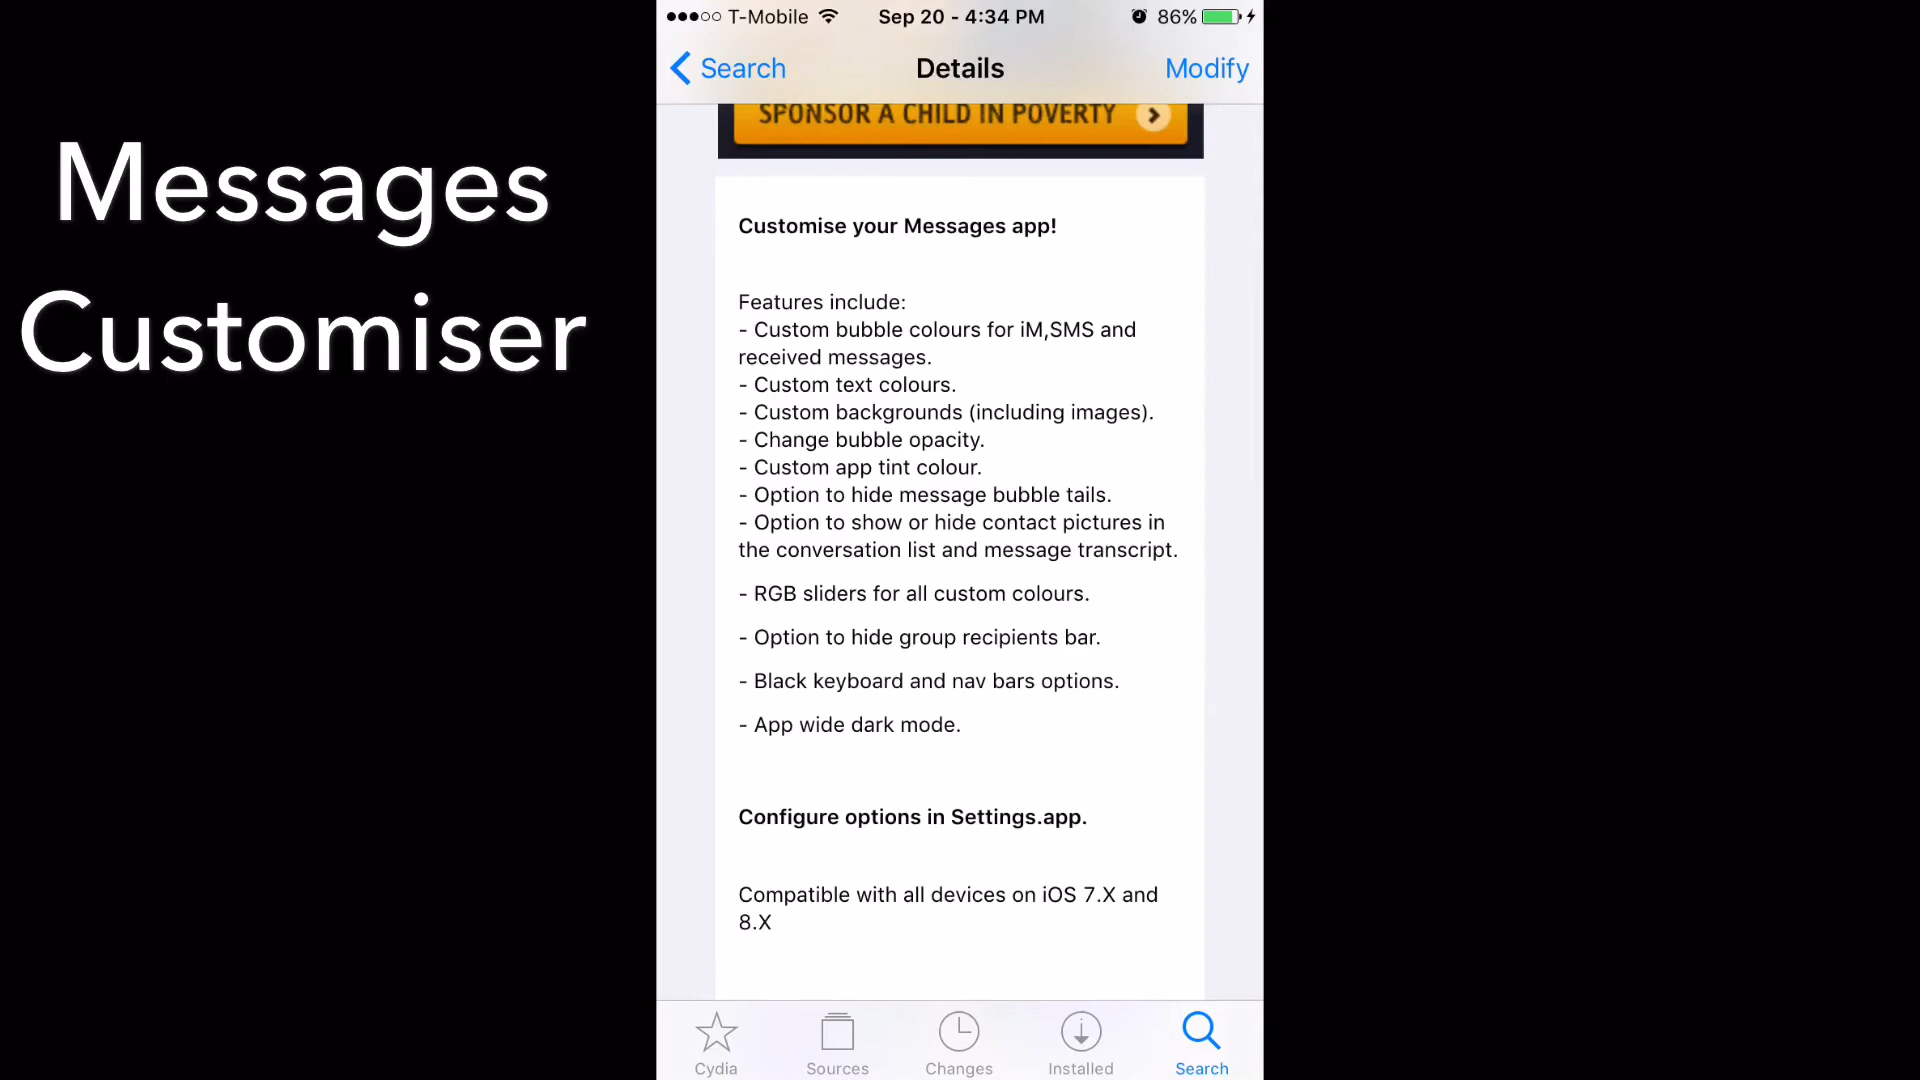 Messages
Customiser
T-Mobile
Sep 20 - 4:34 PM
86%
Search
Details
Modify
SPONSOR A CHILD IN POVERTY
Customise your Messages app!
Features include:
- Custom bubble colours for iM,SMS and
received messages.
- Custom text colours.
- Custom backgrounds (including images).
- Change bubble opacity.
- Custom app tint colour.
- Option to hide message bubble tails.
- Option to show or hide contact pictures in
the conversation list and message transcript.
- RGB sliders for all custom colours.
- Option to hide group recipients bar.
- Black keyboard and nav bars options.
- App wide dark mode.
Configure options in Settings.app.
Compatible with all devices on iOS 7.X and
8.X
Cydia
Sources
Changes
Installed
Search